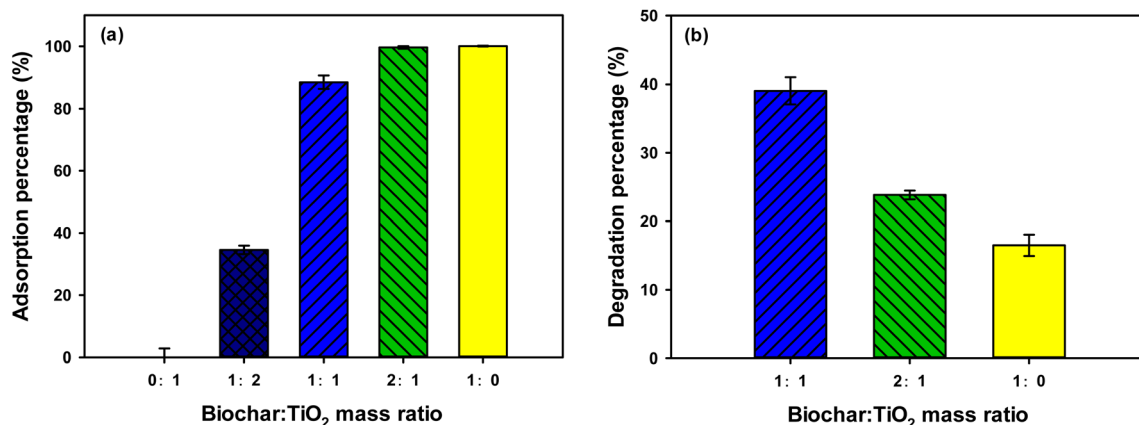 (a)
Adsorption percentage (%)
100
80
60
40
20
0
0: 1 1: 2 1: 1 2: 1 1: 0
Biochar:TiO₂ mass ratio
(b)
Degradation percentage (%)
50
40
30
20
10
0
1: 1 2: 1 1: 0
Biochar:TiO₂ mass ratio